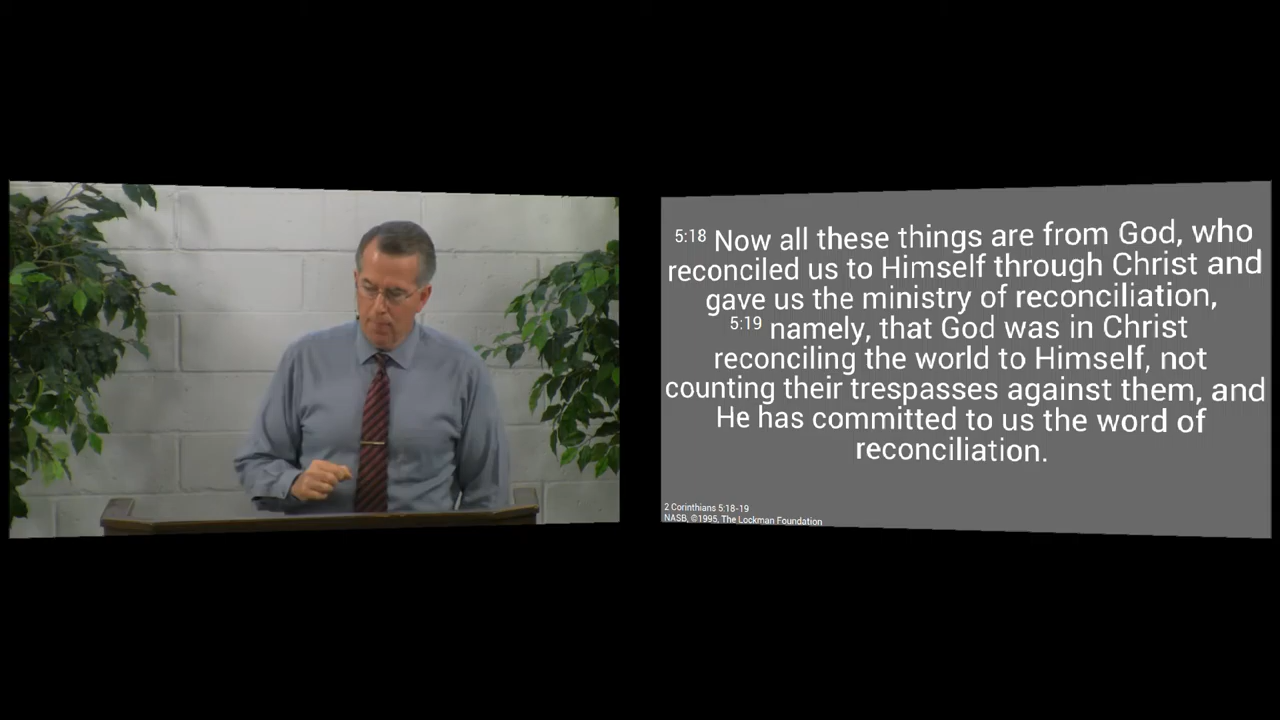 5:18 Now all these things are from God, who
reconciled us to Himself through Christ and
gave us the ministry of reconciliation,
5:19 namely, that God was in Christ
reconciling the world to Himself, not
counting their trespasses against them, and
He has committed to us the word of
reconciliation.
2 Corinthians 5:18-19
NASB, ©1995, The Lockman Foundation